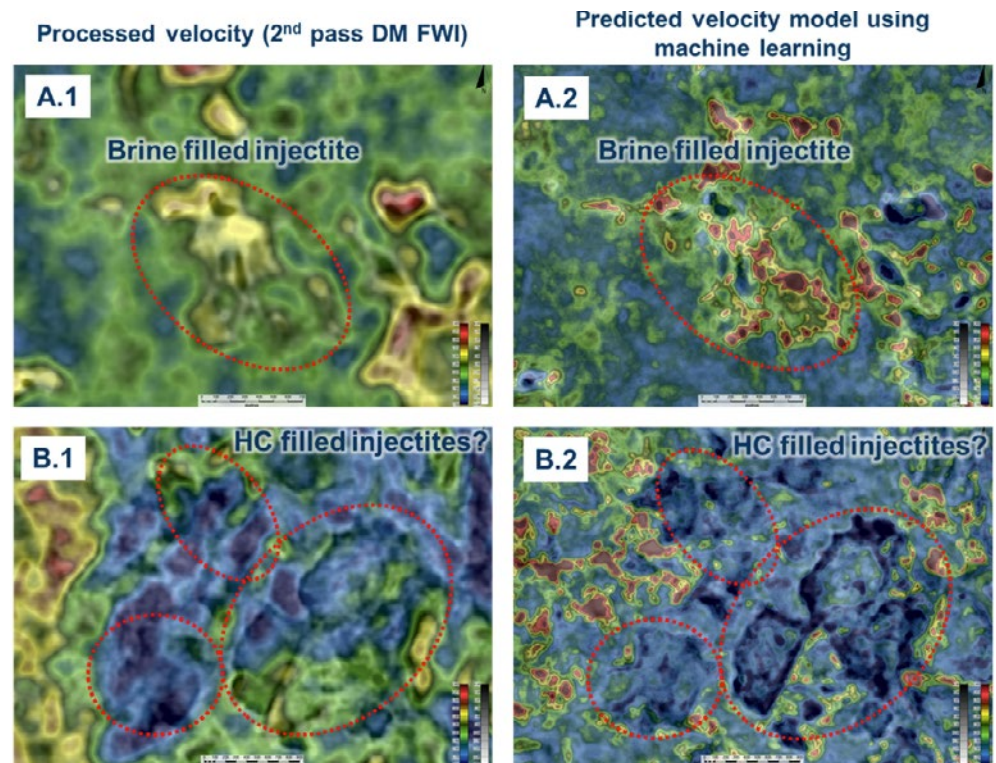 Processed velocity (2nd pass DM FWI)
Predicted velocity model using
machine learning
A.1
Brine filled injectite
A.2
Brine filled injectite
B.1
HC filled injectites?
B.2
HC filled injectites?